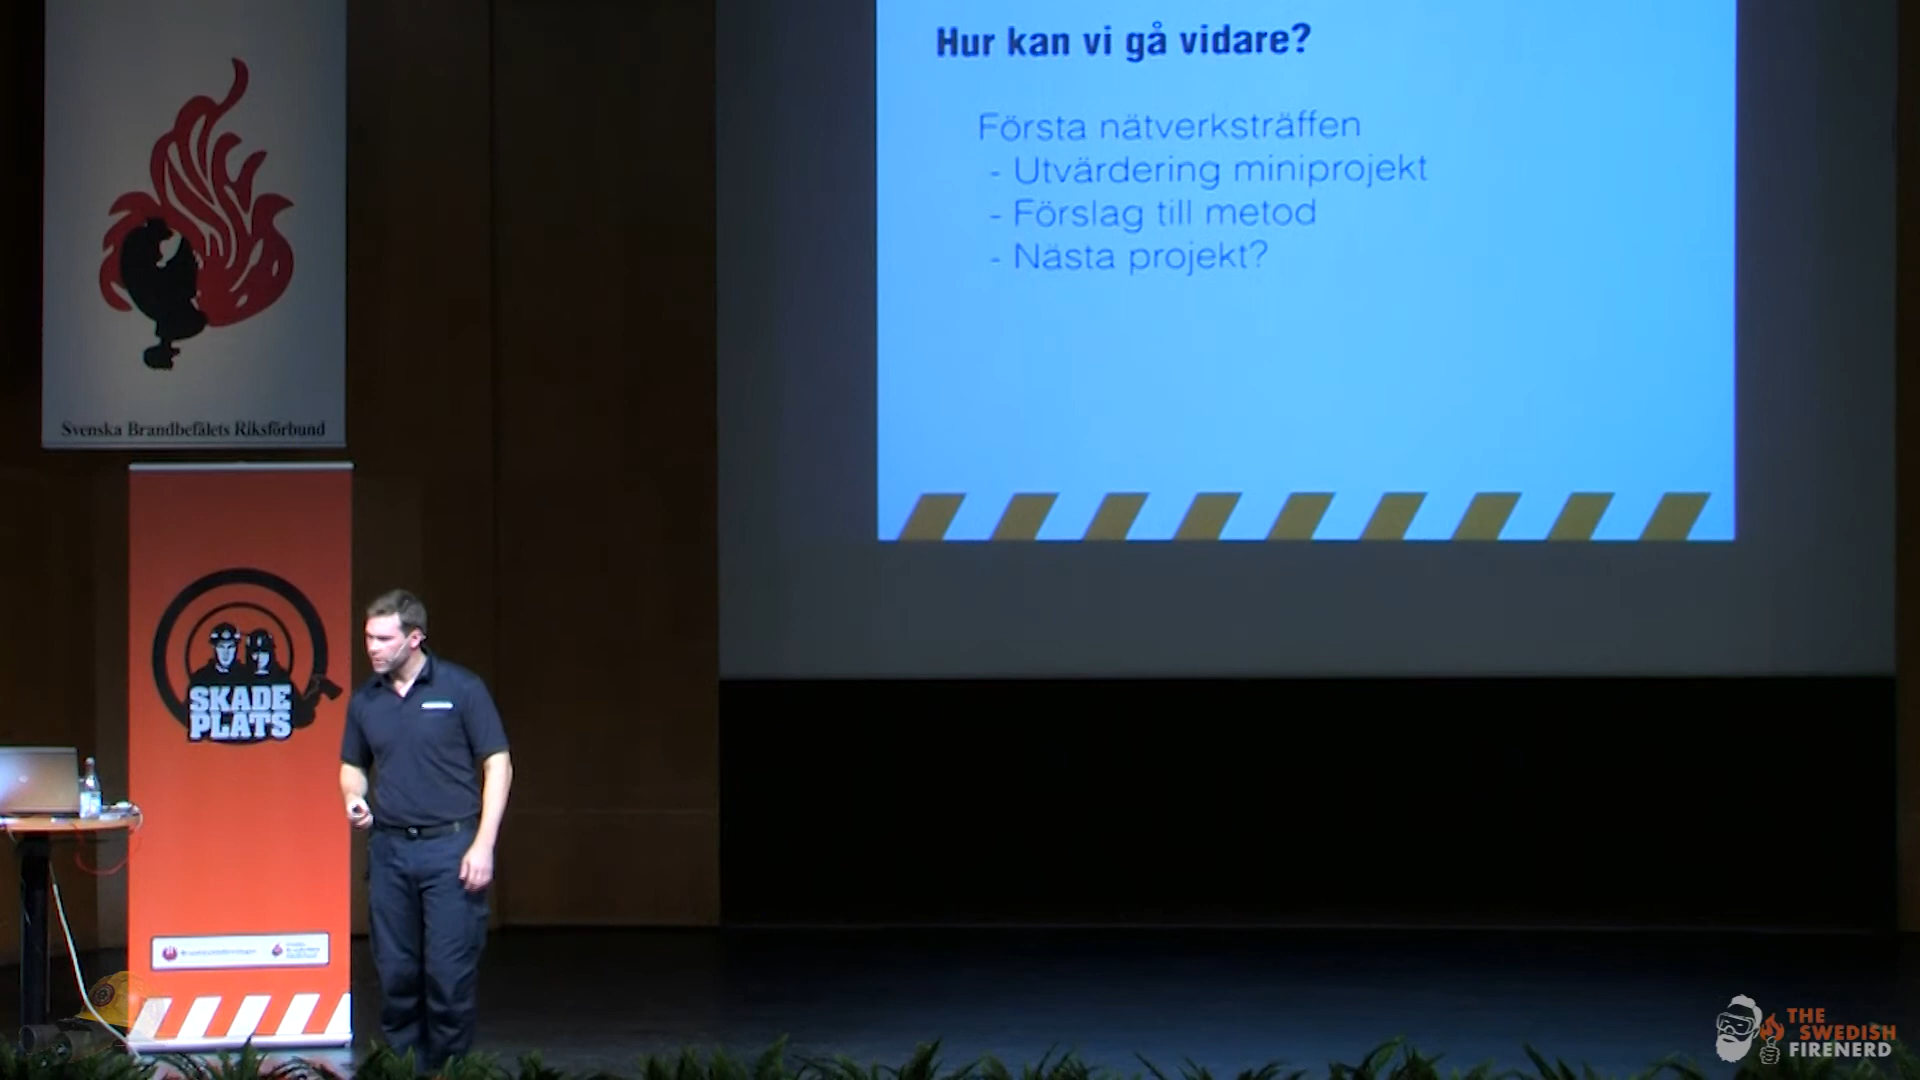 Hur kan vi gå vidare?
Första nätverksträffen
- Utvärdering miniprojekt
- Förslag till metod
- Nästa projekt?
Svenska Brandbefälets Riksförbund
SKADE
PLATS
THE
SWEDISH
FIRENERD